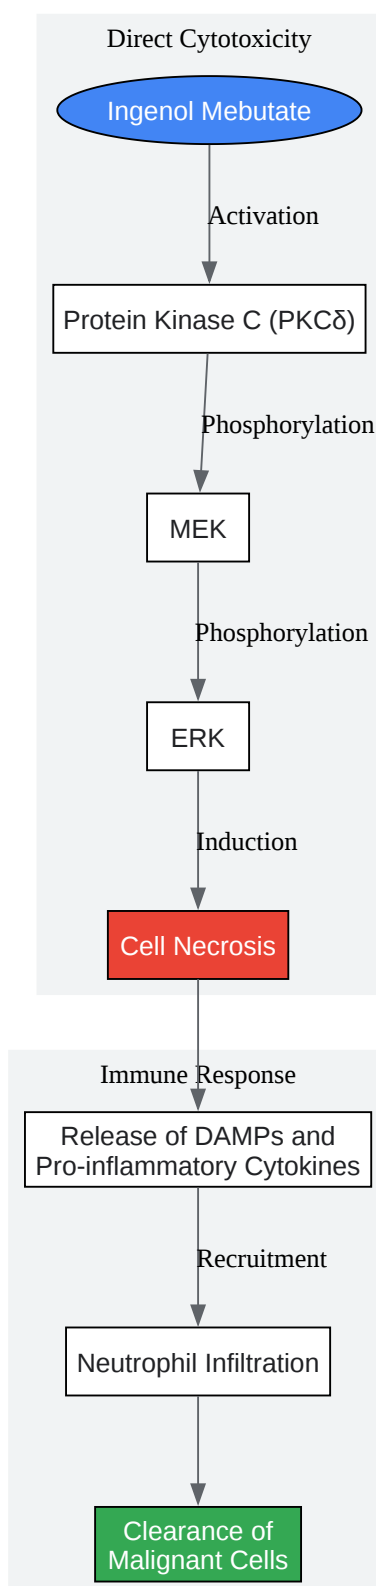 Direct Cytotoxicity
Ingenol Mebutate
Activation
Protein Kinase C (PKCδ)
Phosphorylation
MEK
Phosphorylation
ERK
Induction
Cell Necrosis
Immune Response
Release of DAMPs and
Pro-inflammatory Cytokines
Recruitment
Neutrophil Infiltration
Clearance of
Malignant Cells